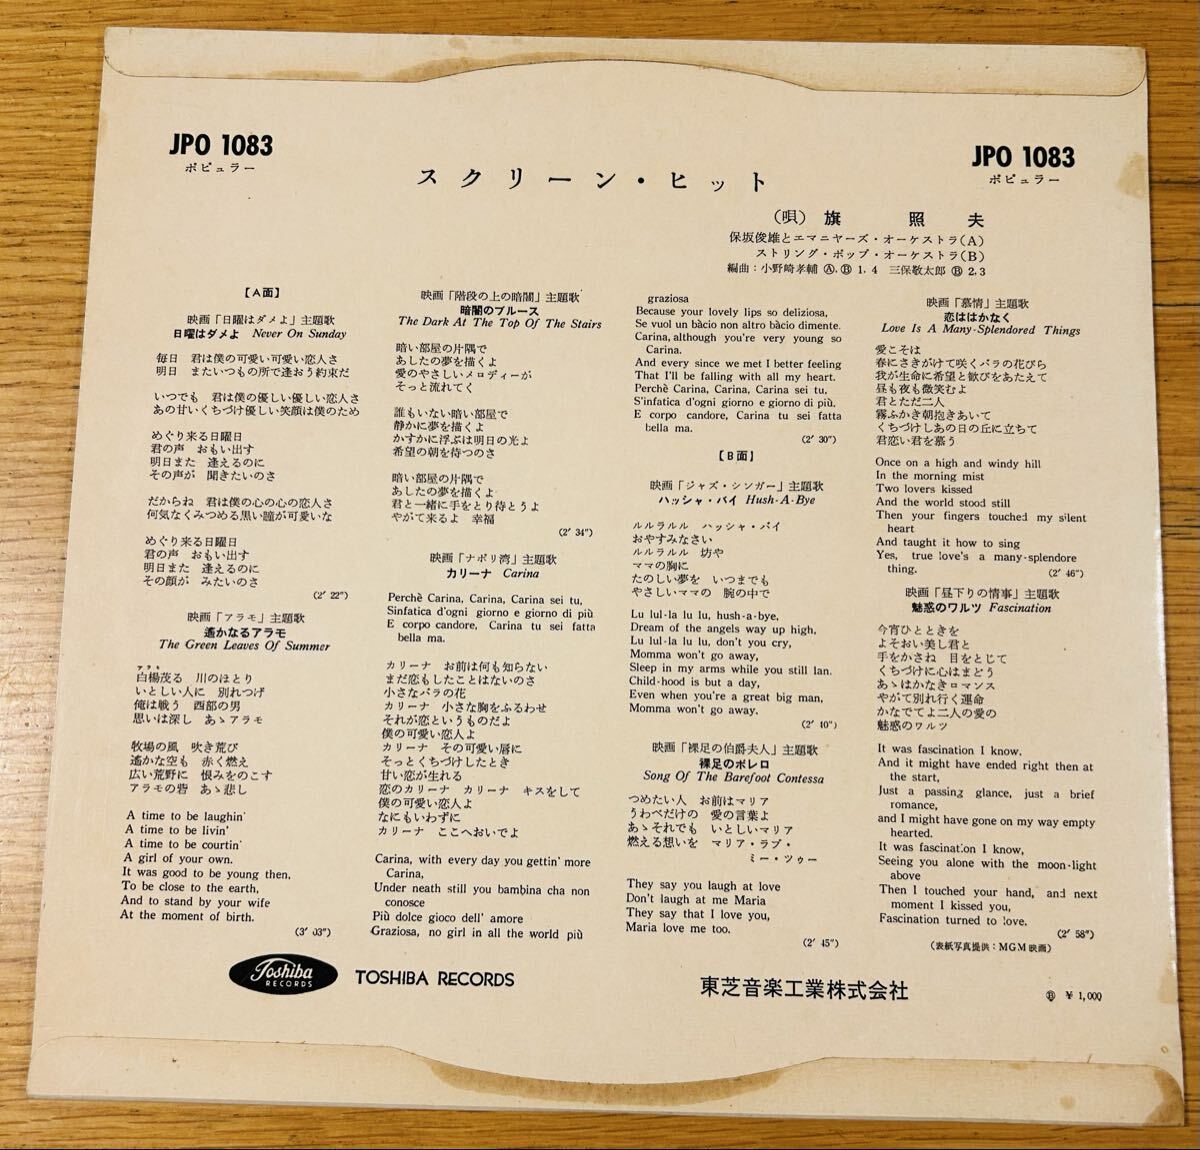 JPO 1083
ポピュラー
JPO 1083
ポピュラー
スクリーン・ヒット
(唄) 旗 照 夫
保坂俊雄とエマニヤーズ・オーケストラ(A)
ストリング・ポップ・オーケストラ(B)
編曲:小野崎孝輔 Ⓐ, Ⓑ 1. 4 三保敬太郎 Ⓑ 2. 3
【A面】
映画「日曜はダメよ」主題歌
日曜はダメよ Never On Sunday
毎日 君は僕の可愛い可愛い恋人さ
明日 またいつもの所で逢おう約束だ
いつでも 君は僕の優しい優しい恋人さ
あの甘いくちづけ優しい笑顔は僕のため
めぐり来る日曜日
君の声 おもい出す
明日また 逢えるのに
その声が 聞きたいのさ
だからね 君は僕の心の心の恋人さ
何気なくみつめる黒い瞳が可愛いな
めぐり来る日曜日
君の声 おもい出す
明日また 逢えるのに
その顔が みたいのさ
(2′ 22″)
映画「アラモ」主題歌
遙かなるアラモ
The Green Leaves Of Summer
アラモ
白楊茂る 川のほとり
いとしい人に 別れつげ
俺は戦う 西部の男
思いは深し あゝアラモ
牧場の風 吹き荒び
遙かな空も 赤く燃え
広い荒野に 恨みをのこす
アラモの砦 あゝ悲し
A time to be laughin'
A time to be livin'
A time to be courtin'
A girl of your own.
It was good to be young then,
To be close to the earth,
And to stand by your wife
At the moment of birth.
(3′ 03″)
映画「階段の上の暗闇」主題歌
暗闇のブルース
The Dark At The Top Of The Stairs
暗い部屋の片隅で
あしたの夢を描くよ
愛のやさしいメロディーが
そっと流れてく
誰もいない暗い部屋で
静かに夢を描くよ
かすかに浮ぶは明日の光よ
希望の朝を待つのさ
暗い部屋の片隅で
あしたの夢を描くよ
君と一緒に手をとり待とうよ
やがて来るよ 幸福
(2′ 34″)
映画「ナポリ湾」主題歌
カリーナ Carina
Perchè Carina, Carina, Carina sei tu,
Sinfatica d'ogni giorno e giorno di più
E corpo candore, Carina tu sei fatta
bella ma.
カリーナ お前は何も知らない
まだ恋もしたことはないのさ
小さなバラの花
カリーナ 小さな胸をふるわせ
それが恋というものだよ
僕の可愛い恋人よ
カリーナ その可愛い唇に
そっとくちづけしたとき
甘い恋が生れる
恋のカリーナ カリーナ キスをして
僕の可愛い恋人よ
なにもいわずに
カリーナ ここへおいでよ
Carina, with every day you gettin' more
Carina,
Under neath still you bambina cha non
conosce
Più dolce gioco dell' amore
Graziosa, no girl in all the world più
graziosa
Because your lovely lips so deliziosa,
Se vuol un bàcio non altro bàcio dimente.
Carina, although you're very young so
Carina.
And every since we met I better feeling
That I'll be falling with all my heart.
Perchè Carina, Carina, Carina sei tu,
S'infatica d'ogni giorno e giorno di più.
E corpo candore, Carina tu sei fatta
bella ma.
(2′ 30″)
【B面】
映画「ジャズ・シンガー」主題歌
ハッシャ・バイ Hush-A-Bye
ルルラルル ハッシャ・バイ
おやすみなさい
ルルラルル 坊や
ママの胸に
たのしい夢を いつまでも
やさしいママの 腕の中で
Lu lul-la lu lu, hush-a-bye,
Dream of the angels way up high,
Lu lul-la lu lu, don't you cry,
Momma won't go away,
Sleep in my arms while you still lan.
Child-hood is but a day,
Even when you're a great big man,
Momma won't go away.
(2′ 10″)
映画「裸足の伯爵夫人」主題歌
裸足のボレロ
Song Of The Barefoot Contessa
つめたい人 お前はマリア
うわべだけの 愛の言葉よ
あゝそれでも いとしいマリア
燃える想いを マリア・ラブ・
ミー・ツゥー
They say you laugh at love
Don't laugh at me Maria
They say that I love you,
Maria love me too.
(2′ 45″)
映画「慕情」主題歌
恋ははかなく
Love Is A Many-Splendored Things
愛こそは
春にさきがけて咲くバラの花びら
我が生命に希望と歓びをあたえて
昼も夜も微笑むよ
君とただ二人
霧ふかき朝抱きあいて
くちづけしあの日の丘に立ちて
君恋い君を慕う
Once on a high and windy hill
In the morning mist
Two lovers kissed
And the world stood still
Then your fingers touched my silent
heart
And taught it how to sing
Yes, true love's a many-splendore
thing.
(2′ 46″)
映画「昼下りの情事」主題歌
魅惑のワルツ Fascination
今宵ひとときを
よそおい美し君と
手をかさね 目をとじて
くちづけに心はまどう
あゝはかなきロマンス
やがて別れ行く運命
かなでてよ二人の愛の
魅惑のワルツ
It was fascination I know.
And it might have ended right then at
the start,
Just a passing glance, just a brief
romance,
and I might have gone on my way empty
hearted.
It was fascination I know,
Seeing you alone with the moon-light
above
Then I touched your hand, and next
moment I kissed you,
Fascination turned to love.
(2′ 58″)
(表紙写真提供:MGM映画)
Toshiba
RECORDS
TOSHIBA RECORDS
東芝音楽工業株式会社
Ⓑ ¥ 1,000